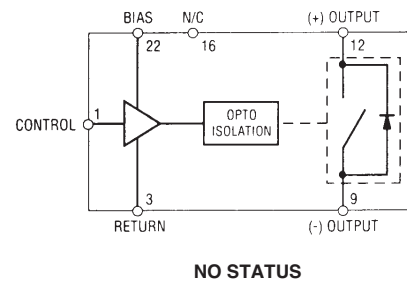 BIAS N/C (+) OUTPUT
22 16 12
CONTROL 1 OPTO
ISOLATION
3 9
RETURN (-) OUTPUT
NO STATUS